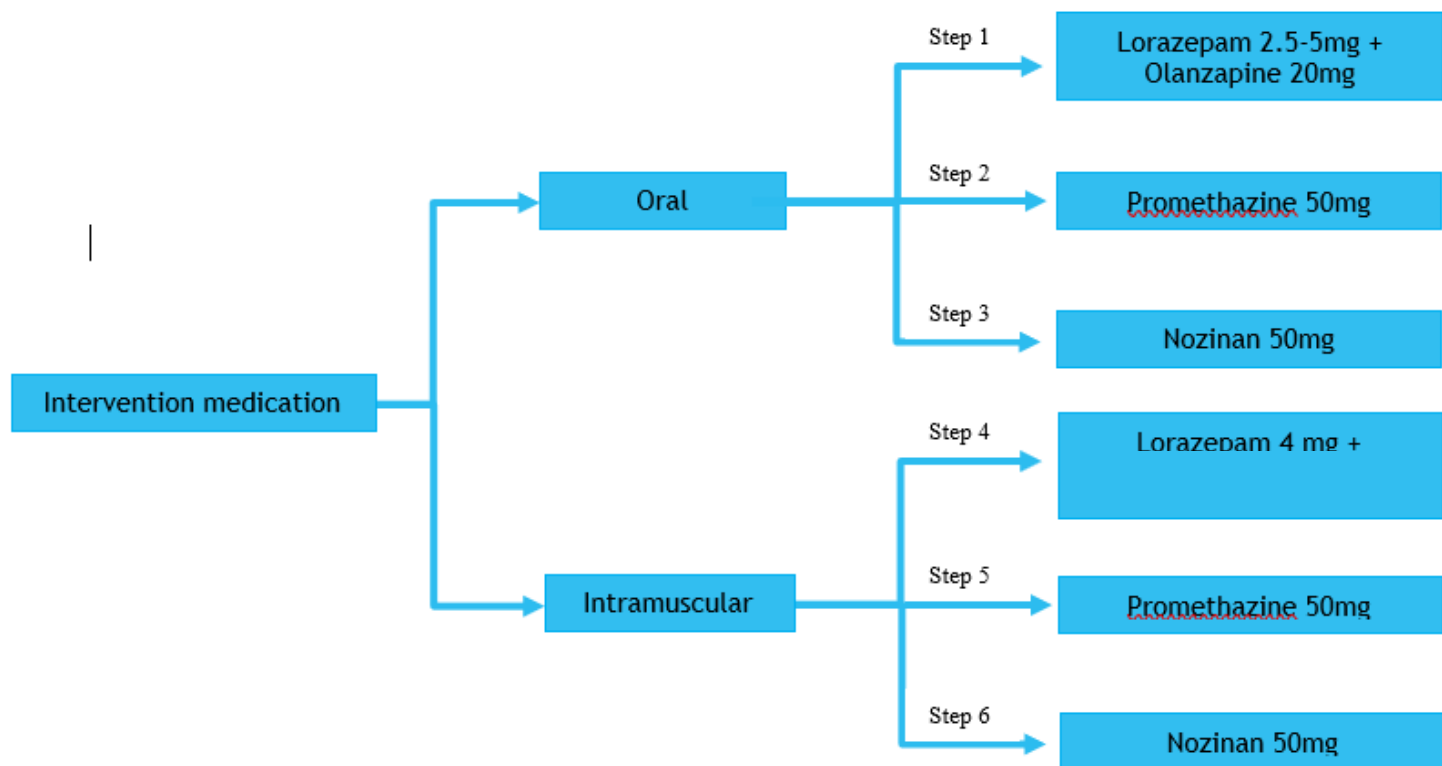 Step 1
Lorazepam 2.5-5mg +
Olanzapine 20mg
Step 2
Oral
Promethazine 50mg
Step 3
Nozinan 50mg
Intervention medication
Step 4
Lorazepam 4 mg +
Step 5
Intramuscular
Promethazine 50mg
Step 6
Nozinan 50mg